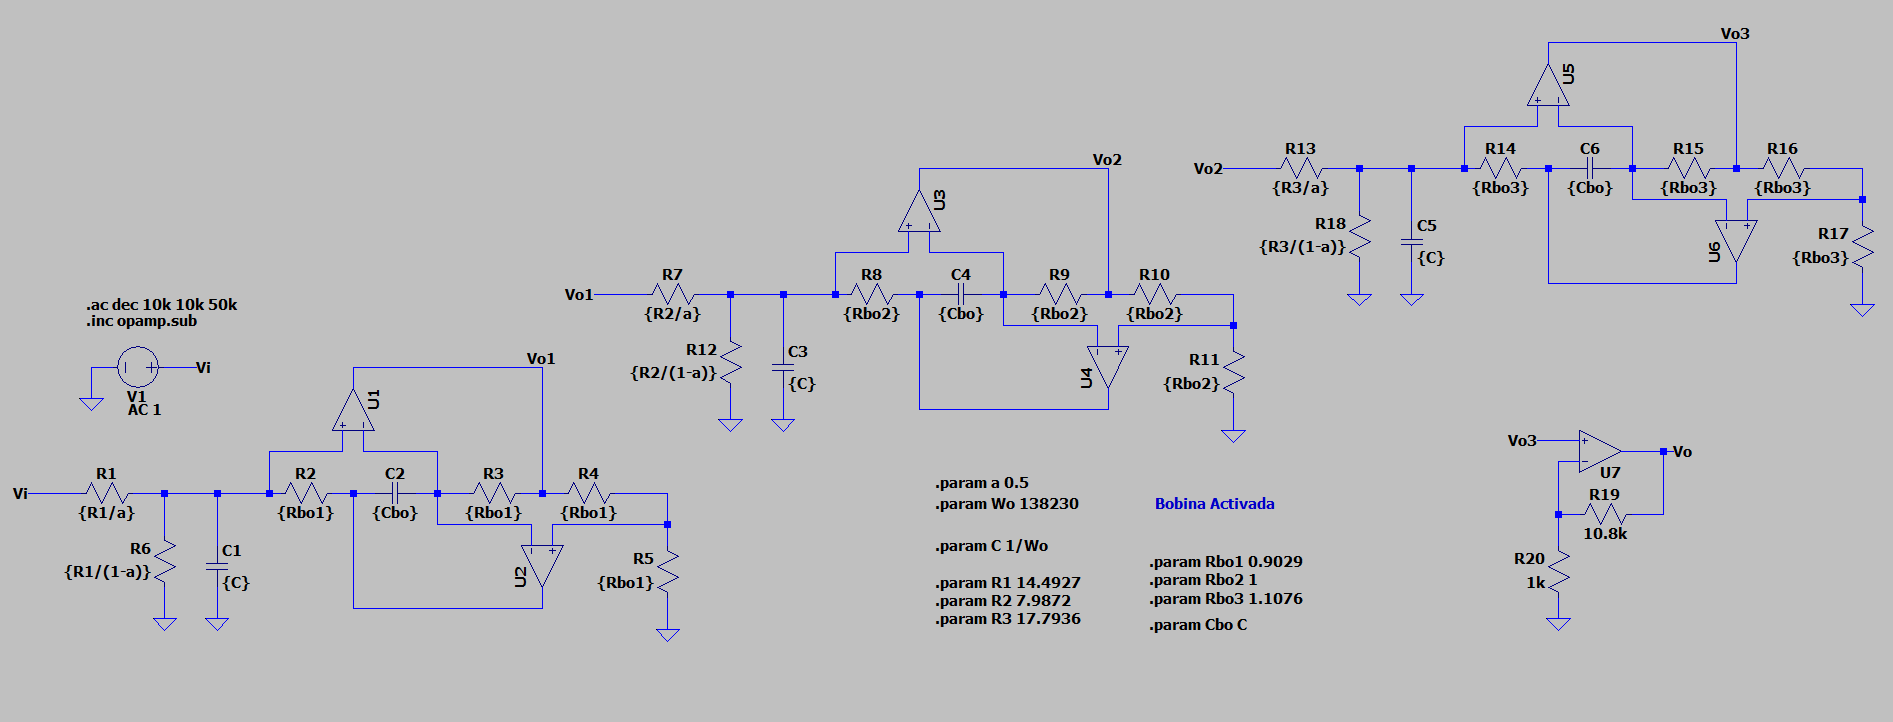 Vo3
U5
+
R13
R14
C6
R15
R16
Vo2
{R3/a}
{Rbo3}
{Cbo}
{Rbo3}
{Rbo3}
Vo2
U3
+
R18
{R3/(1-a)}
C5
{C}
U6
+
R17
{Rbo3}
R7
R8
C4
R9
R10
Vo1
{R2/a}
{Rbo2}
{Cbo}
{Rbo2}
{Rbo2}
.ac dec 10k 10k 50k
.inc opamp.sub
R12
{R2/(1-a)}
C3
{C}
U4
+
R11
{Rbo2}
+
Vi
V1
AC 1
Vo1
U1
+
R1
R2
C2
R3
R4
Vi
{R1/a}
{Rbo1}
{Cbo}
{Rbo1}
{Rbo1}
R6
{R1/(1-a)}
C1
{C}
U2
+
R5
{Rbo1}
.param a 0.5
.param Wo 138230
Bobina Activada
.param C 1/Wo
.param R1 14.4927
.param R2 7.9872
.param R3 17.7936
.param Rbo1 0.9029
.param Rbo2 1
.param Rbo3 1.1076
.param Cbo C
Vo3
+
Vo
U7
R19
10.8k
R20
1k